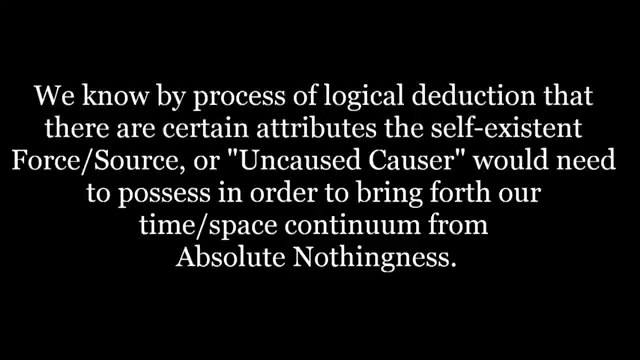 We know by process of logical deduction that
there are certain attributes the self-existent
Force/Source, or "Uncaused Causer" would need
to possess in order to bring forth our
time/space continuum from
Absolute Nothingness.